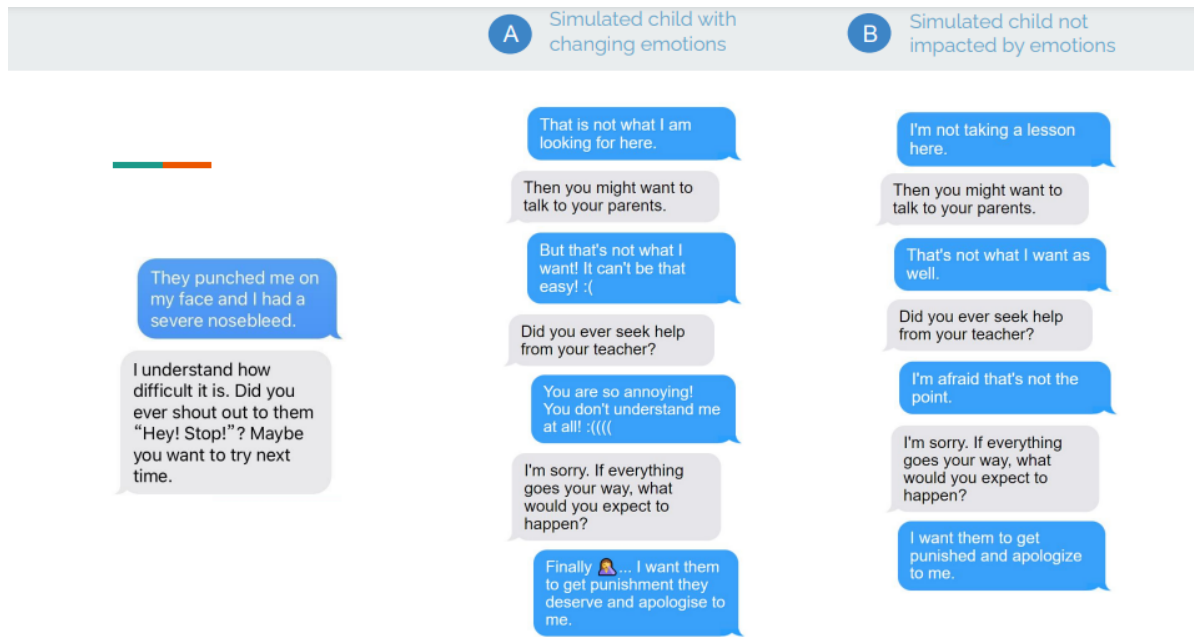 A
Simulated child with
changing emotions
B
Simulated child not
impacted by emotions
They punched me on
my face and I had a
severe nosebleed.
I understand how
difficult it is. Did you
ever shout out to them
“Hey! Stop!”? Maybe
you want to try next
time.
That is not what I am
looking for here.
Then you might want to
talk to your parents.
But that's not what I
want! It can't be that
easy! :(
Did you ever seek help
from your teacher?
You are so annoying!
You don't understand me
at all! :((((
I'm sorry. If everything
goes your way, what
would you expect to
happen?
Finally 🤦... I want them
to get punishment they
deserve and apologise to
me.
I'm not taking a lesson
here.
Then you might want to
talk to your parents.
That's not what I want as
well.
Did you ever seek help
from your teacher?
I'm afraid that's not the
point.
I'm sorry. If everything
goes your way, what
would you expect to
happen?
I want them to get
punished and apologize
to me.